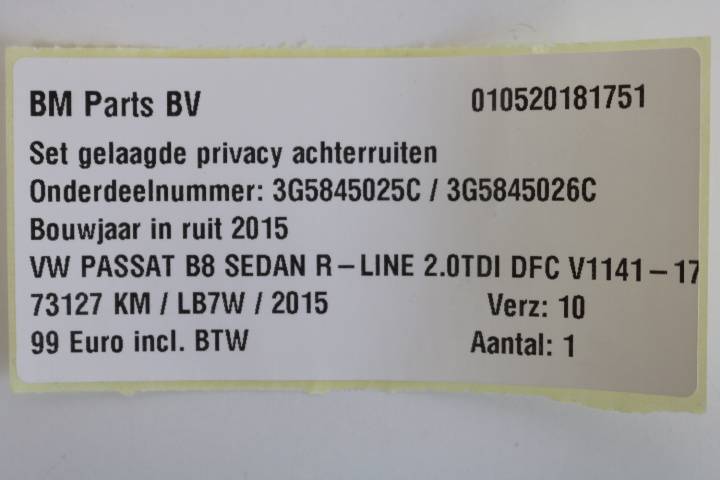 BM Parts BV 010520181751
Set gelaagde privacy achterruiten
Onderdeelnummer: 3G5845025C / 3G5845026C
Bouwjaar in ruit 2015
VW PASSAT B8 SEDAN R-LINE 2.0TDI DFC V1141-17
73127 KM / LB7W / 2015 Verz: 10
99 Euro incl. BTW Aantal: 1